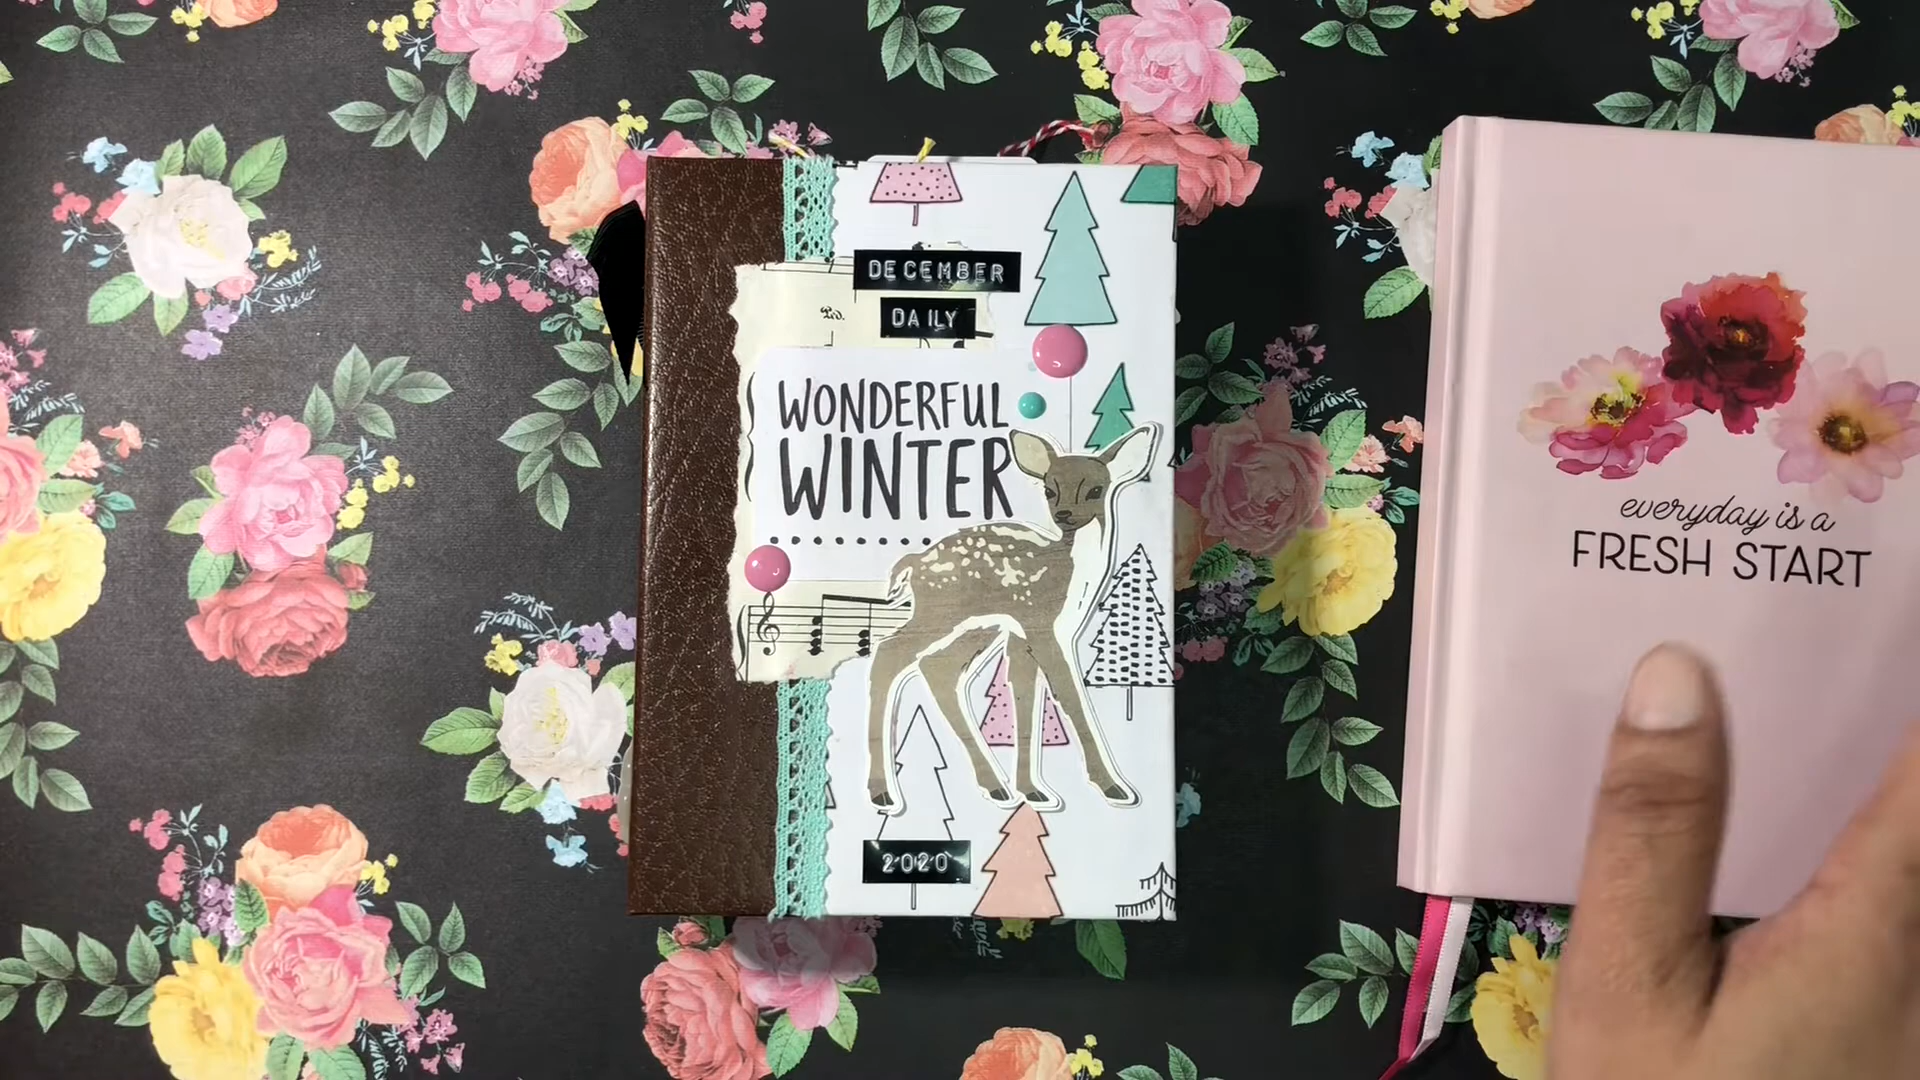 DECEMBER
DAILY
WONDERFUL
WINTER
2020
everyday is a
FRESH START